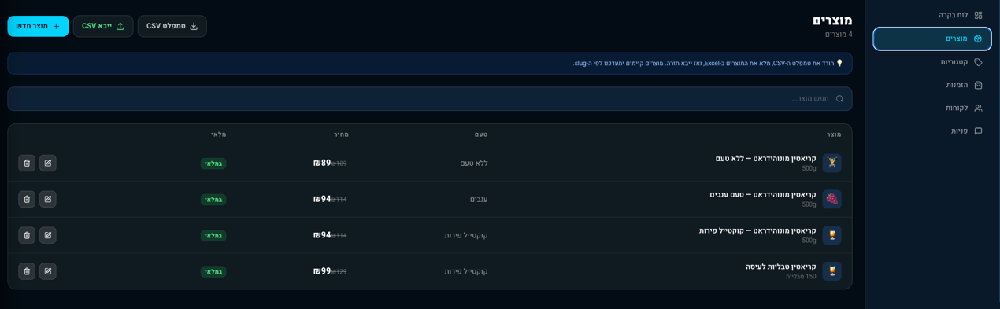 לוח בקרה
מוצרים
קטגוריות
הזמנות
לקוחות
פניות
מוצרים
4 מוצרים
טמפלט CSV
ייבא CSV
מוצר חדש
הורד את טמפלט ה-CSV, מלא את המוצרים ב-Excel, ואז ייבא חזרה. מוצרים קיימים יתעדכנו לפי ה-slug.
חפש מוצר...
מוצר טעם מחיר מלאי
קריאטין מונוהידראט — ללא טעם
500g
ללא טעם ₪109 ₪89 במלאי
קריאטין מונוהידראט — טעם ענבים
500g
ענבים ₪114 ₪94 במלאי
קריאטין מונוהידראט — קוקטייל פירות
500g
קוקטייל פירות ₪114 ₪94 במלאי
קריאטין טבליות לעיסה
150 טבליות
קוקטייל פירות ₪129 ₪99 במלאי